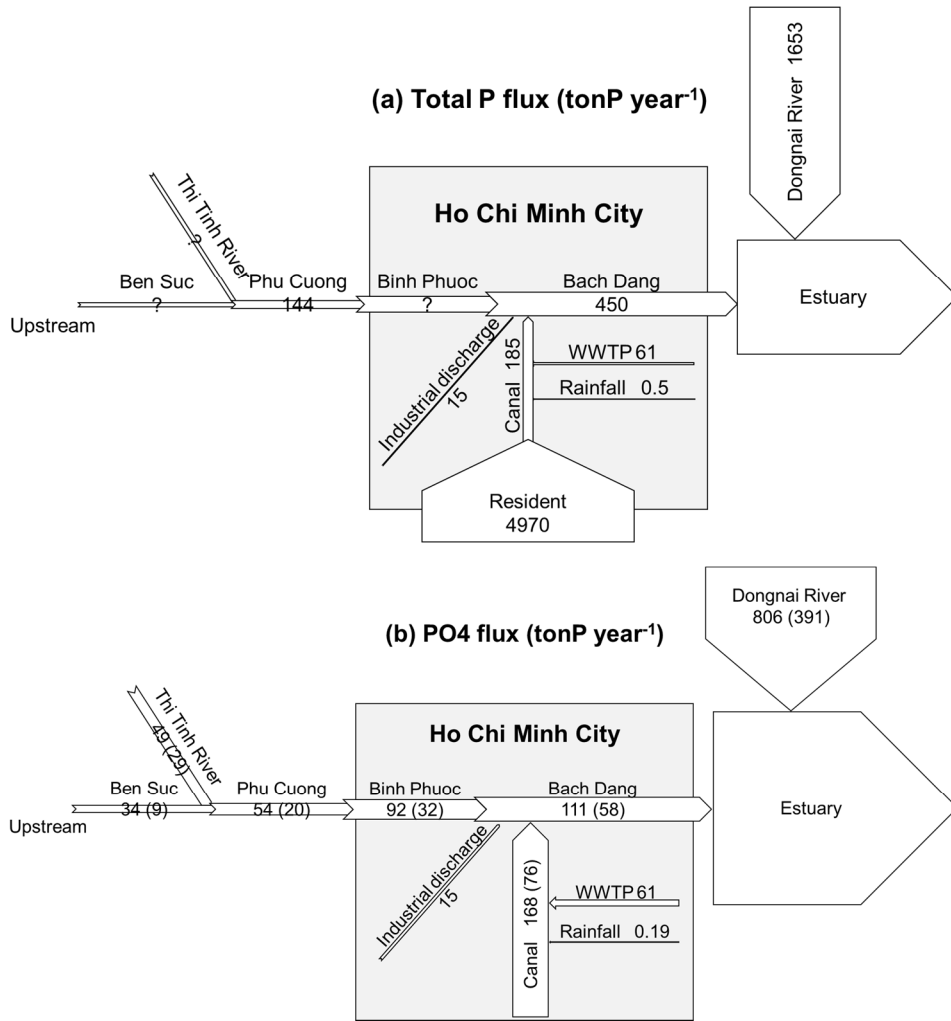 (a) Total P flux (tonP year-1)
Dongnai River 1653
Thi Tinh River
?
Ho Chi Minh City
Ben Suc
?
Phu Cuong
144
Binh Phuoc
?
Bach Dang
450
Estuary
Upstream
Industrial discharge
15
Canal 185
WWTP 61
Rainfall 0.5
Resident
4970
(b) PO4 flux (tonP year-1)
Dongnai River
806 (391)
Thi Tinh River
49 (29)
Ho Chi Minh City
Ben Suc
34 (9)
Phu Cuong
54 (20)
Binh Phuoc
92 (32)
Bach Dang
111 (58)
Estuary
Upstream
Industrial discharge
15
Canal 168 (76)
WWTP 61
Rainfall 0.19